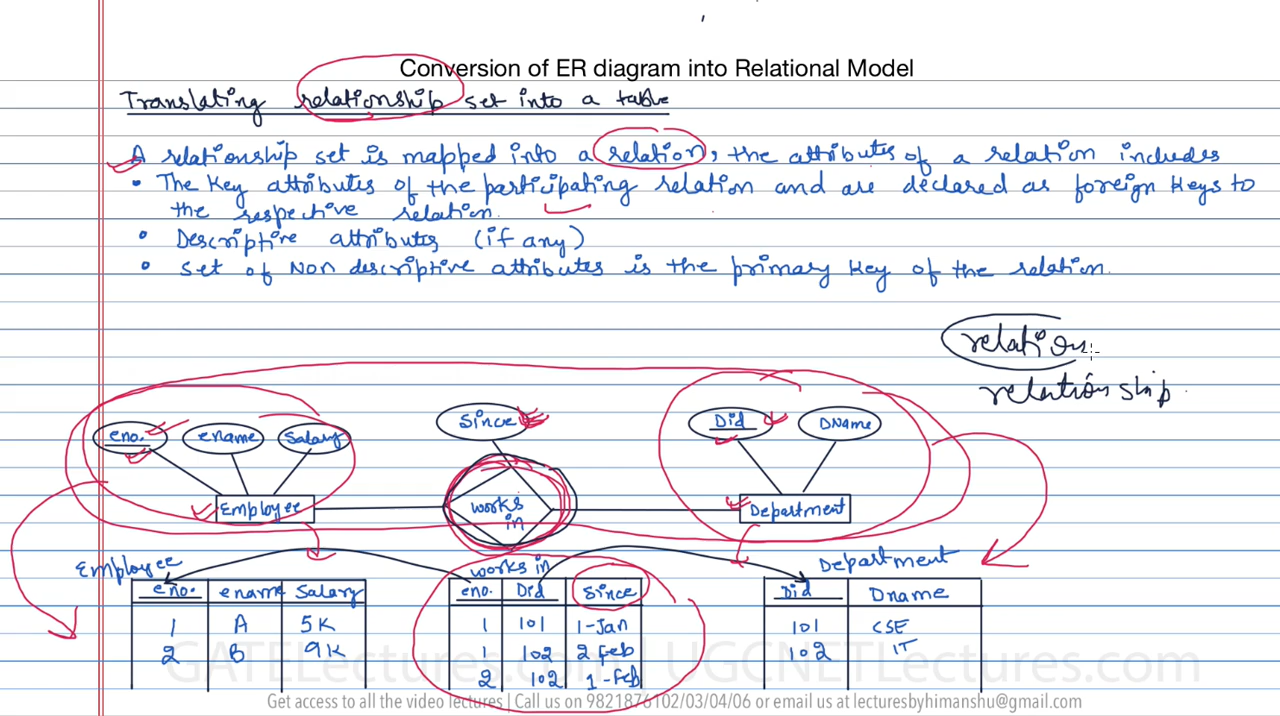 Conversion of ER diagram into Relational Model
Translating relationship set into a table
A relationship set is mapped into a relation, the attributes of a relation includes
• The Key attributes of the participating relation and are declared as foreign keys to
the respective relation.
• Descriptive attributes (if any)
• set of Non descriptive attributes is the primary key of the relation.
relation
relationship
eno. ename Salary Since Did DName
Employee works in Department
Employee works in Department
eno. ename Salary eno. Did Since Did Dname
1 A 5K 1 101 1-Jan 101 CSE
2 B 9K 1 102 2 Feb 102 IT
2 102 1-Feb
GATELectures.com | UGCNETLectures.com
Get access to all the video lectures | Call us on 9821876102/03/04/06 or email us at lecturesbyhimanshu@gmail.com